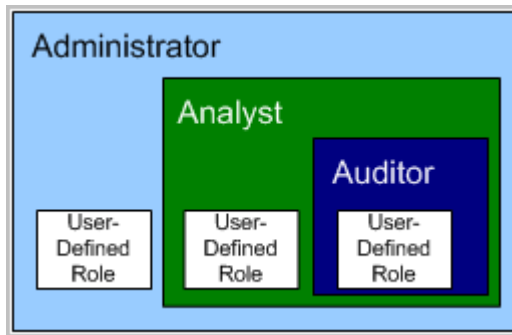 Administrator
Analyst
Auditor
User-
Defined
Role
User-
Defined
Role
User-
Defined
Role